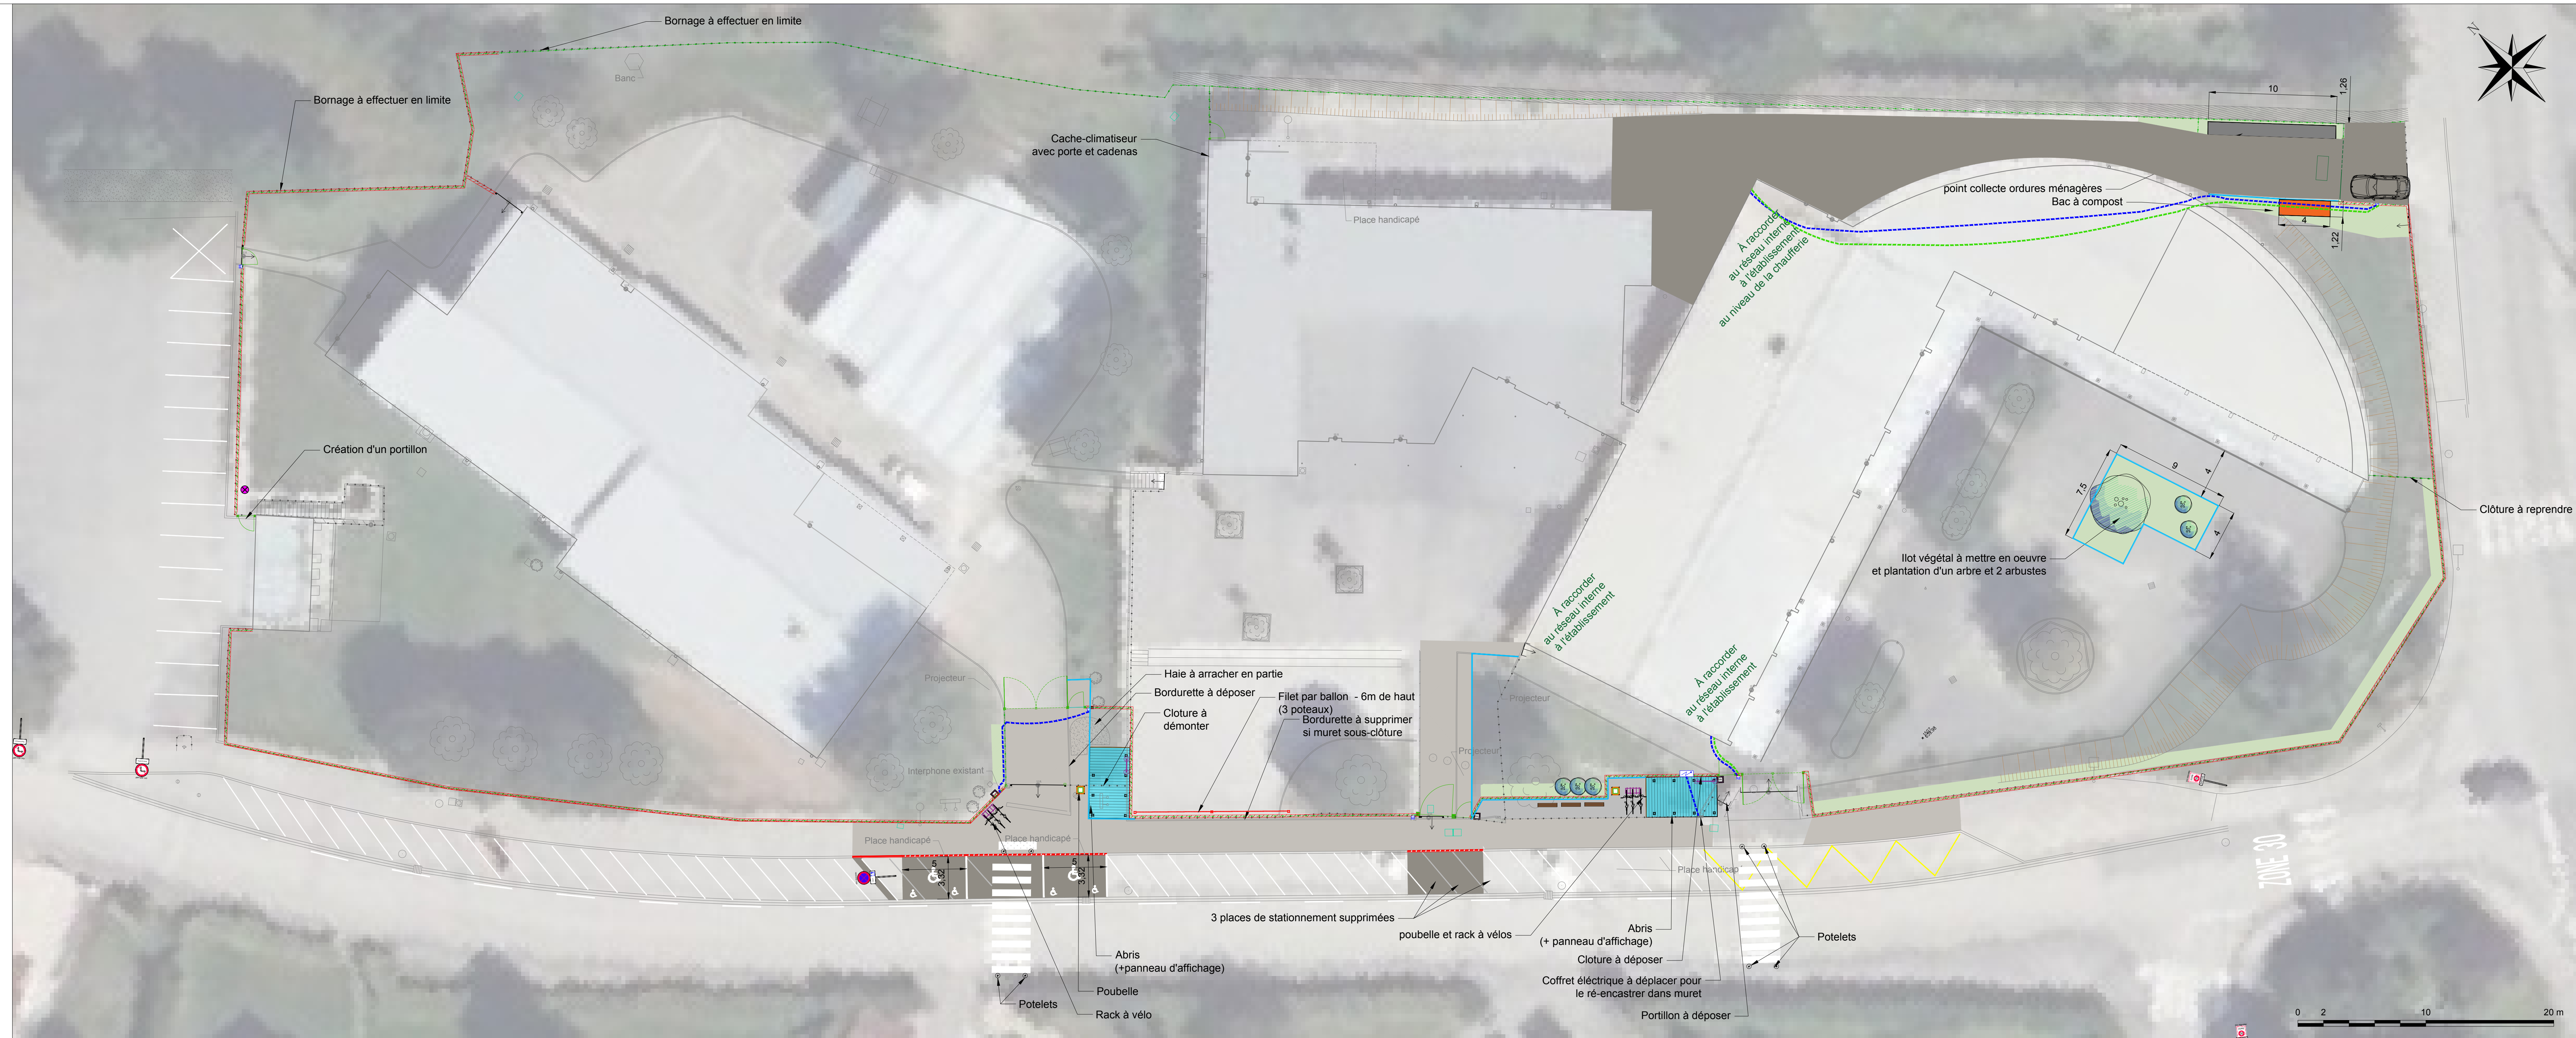 Bornage à effectuer en limite
N
Banc
Bornage à effectuer en limite
Cache-climatiseur
avec porte et cadenas
10
1,26
Place handicapé
point collecte ordures ménagères
Bac à compost
4
1,22
À raccorder
au réseau interne
à l'établissement
au niveau de la chaufferie
Création d'un portillon
9
4
7,5
4
Clôture à reprendre
Ilot végétal à mettre en oeuvre
et plantation d'un arbre et 2 arbustes
À raccorder
au réseau interne
à l'établissement
À raccorder
au réseau interne
à l'établissement
Projecteur
Haie à arracher en partie
Bordurette à déposer
Cloture à
démonter
Filet par ballon - 6m de haut
(3 poteaux)
Bordurette à supprimer
si muret sous-clôture
Projecteur
Projecteur
Interphone existant
Place handicapé
Place handicapé
5
3,32
5
3,32
Place handicap
ZONE 30
3 places de stationnement supprimées
poubelle et rack à vélos
Abris
(+ panneau d'affichage)
Cloture à déposer
Coffret éléctrique à déplacer pour
le ré-encastrer dans muret
Portillon à déposer
Potelets
Abris
(+panneau d'affichage)
Poubelle
Potelets
Rack à vélo
0 2 10 20 m